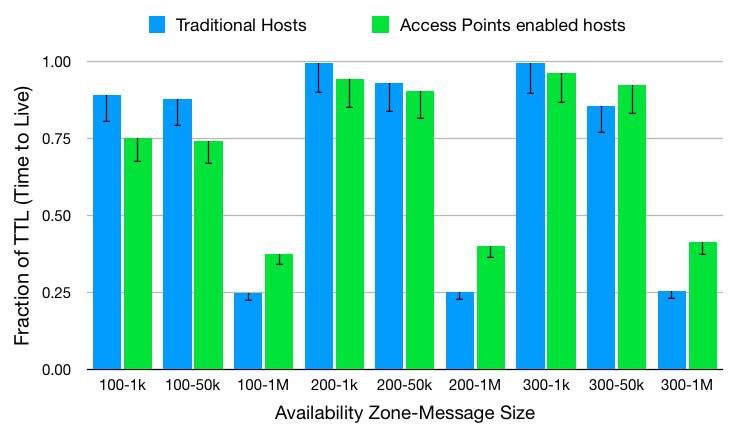 Traditional Hosts
Access Points enabled hosts
Fraction of TTL (Time to Live)
1.00
0.75
0.50
0.25
0.00
100-1k
100-50k
100-1M
200-1k
200-50k
200-1M
300-1k
300-50k
300-1M
Availability Zone-Message Size